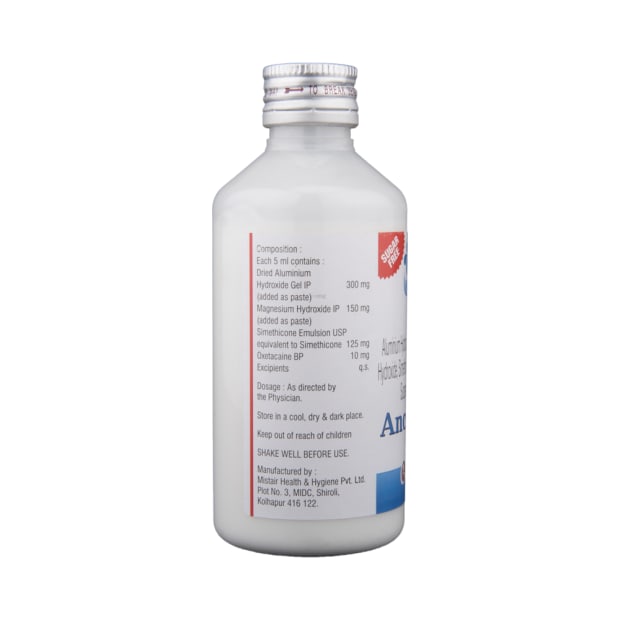 TO BREAK
Composition :
Each 5 ml contains :
Dried Aluminium
Hydroxide Gel IP 300 mg
(added as paste)
Magnesium Hydroxide IP 150 mg
(added as paste)
Simethicone Emulsion USP
equivalent to Simethicone 125 mg
Oxetacaine BP 10 mg
Excipients q.s.
Dosage : As directed by
the Physician.
Store in a cool, dry & dark place.
Keep out of reach of children
SHAKE WELL BEFORE USE.
Manufactured by :
Mistair Health & Hygiene Pvt. Ltd.
Plot No. 3, MIDC, Shiroli,
Kolhapur 416 122.
SUGAR
FREE